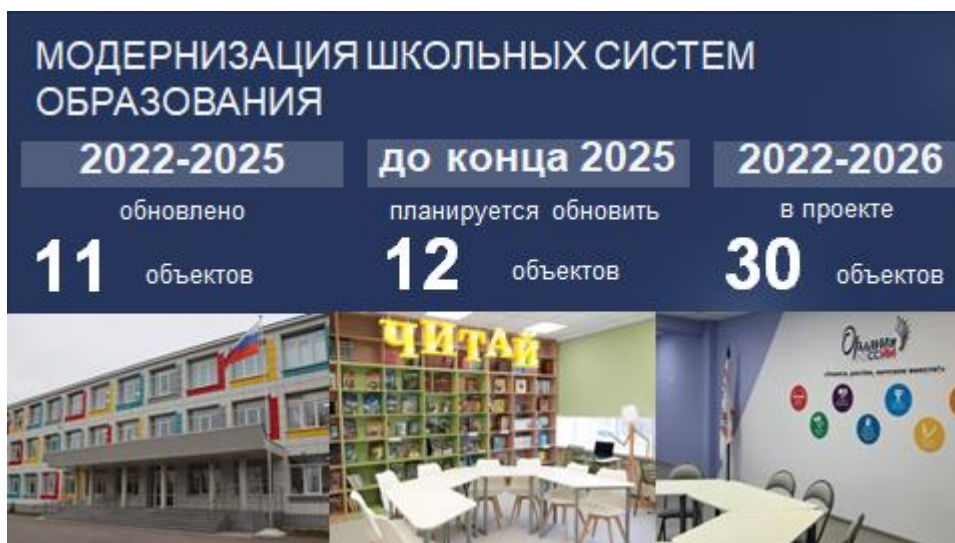 МОДЕРНИЗАЦИЯ ШКОЛЬНЫХ СИСТЕМ
ОБРАЗОВАНИЯ
2022-2025
до конца 2025
2022-2026
обновлено
планируется обновить
в проекте
11 объектов
12 объектов
30 объектов
ЧИТАЙ